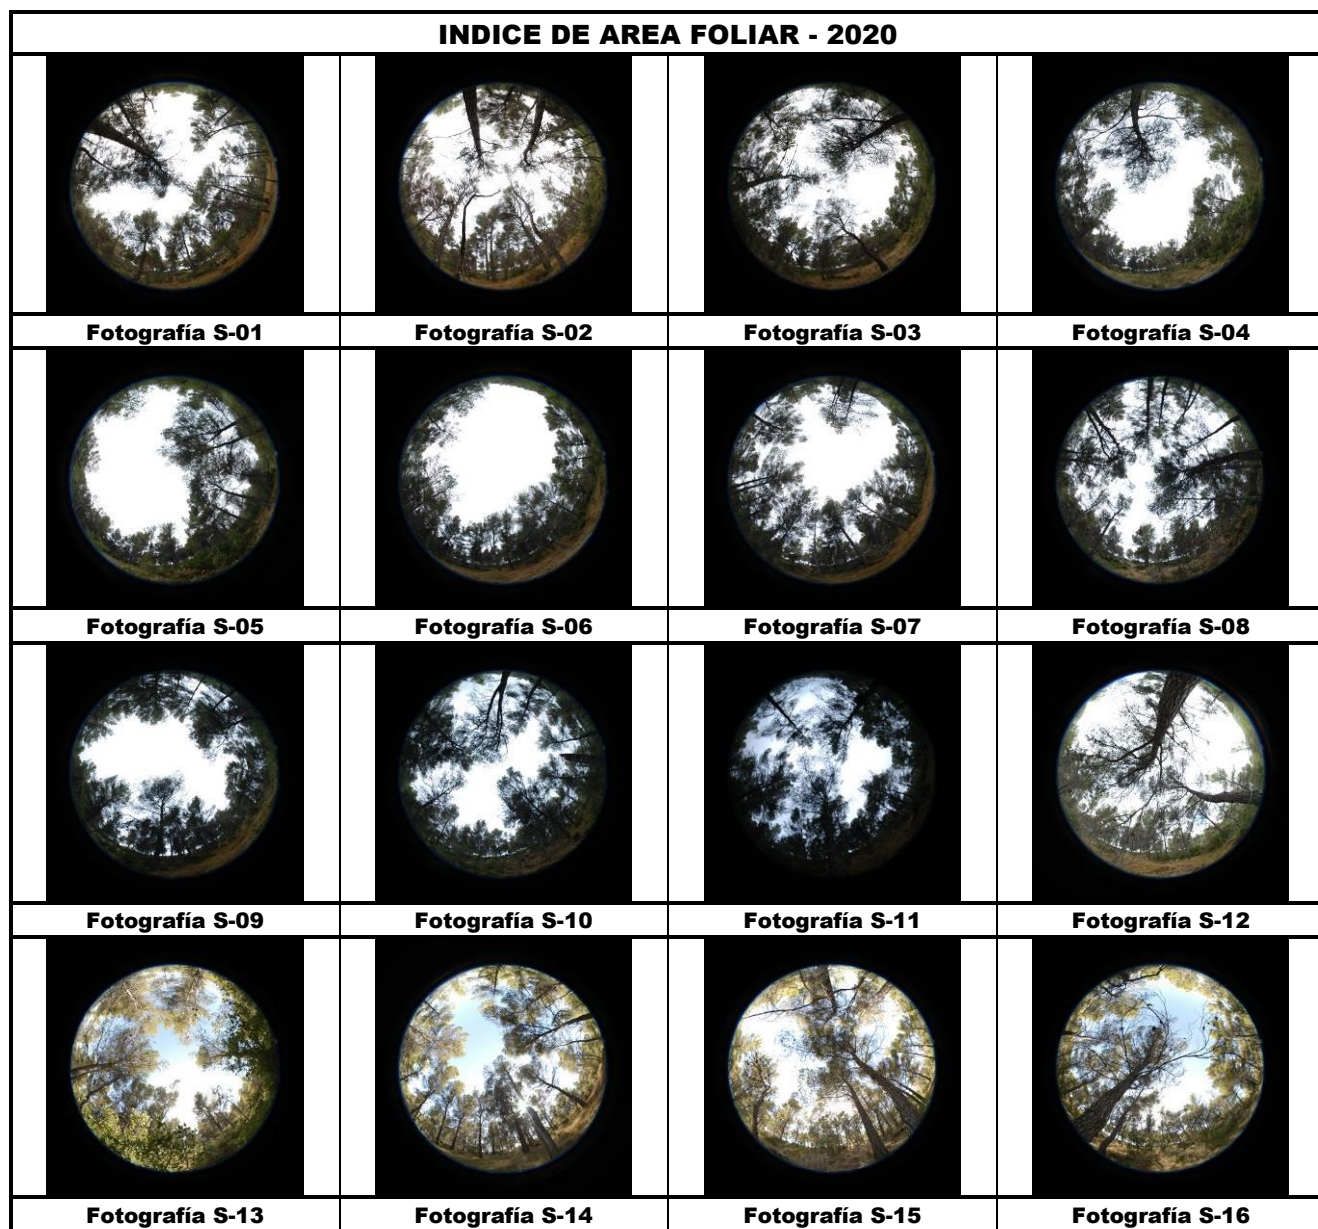 INDICE DE AREA FOLIAR - 2020
Fotografía S-01
Fotografía S-02
Fotografía S-03
Fotografía S-04
Fotografía S-05
Fotografía S-06
Fotografía S-07
Fotografía S-08
Fotografía S-09
Fotografía S-10
Fotografía S-11
Fotografía S-12
Fotografía S-13
Fotografía S-14
Fotografía S-15
Fotografía S-16